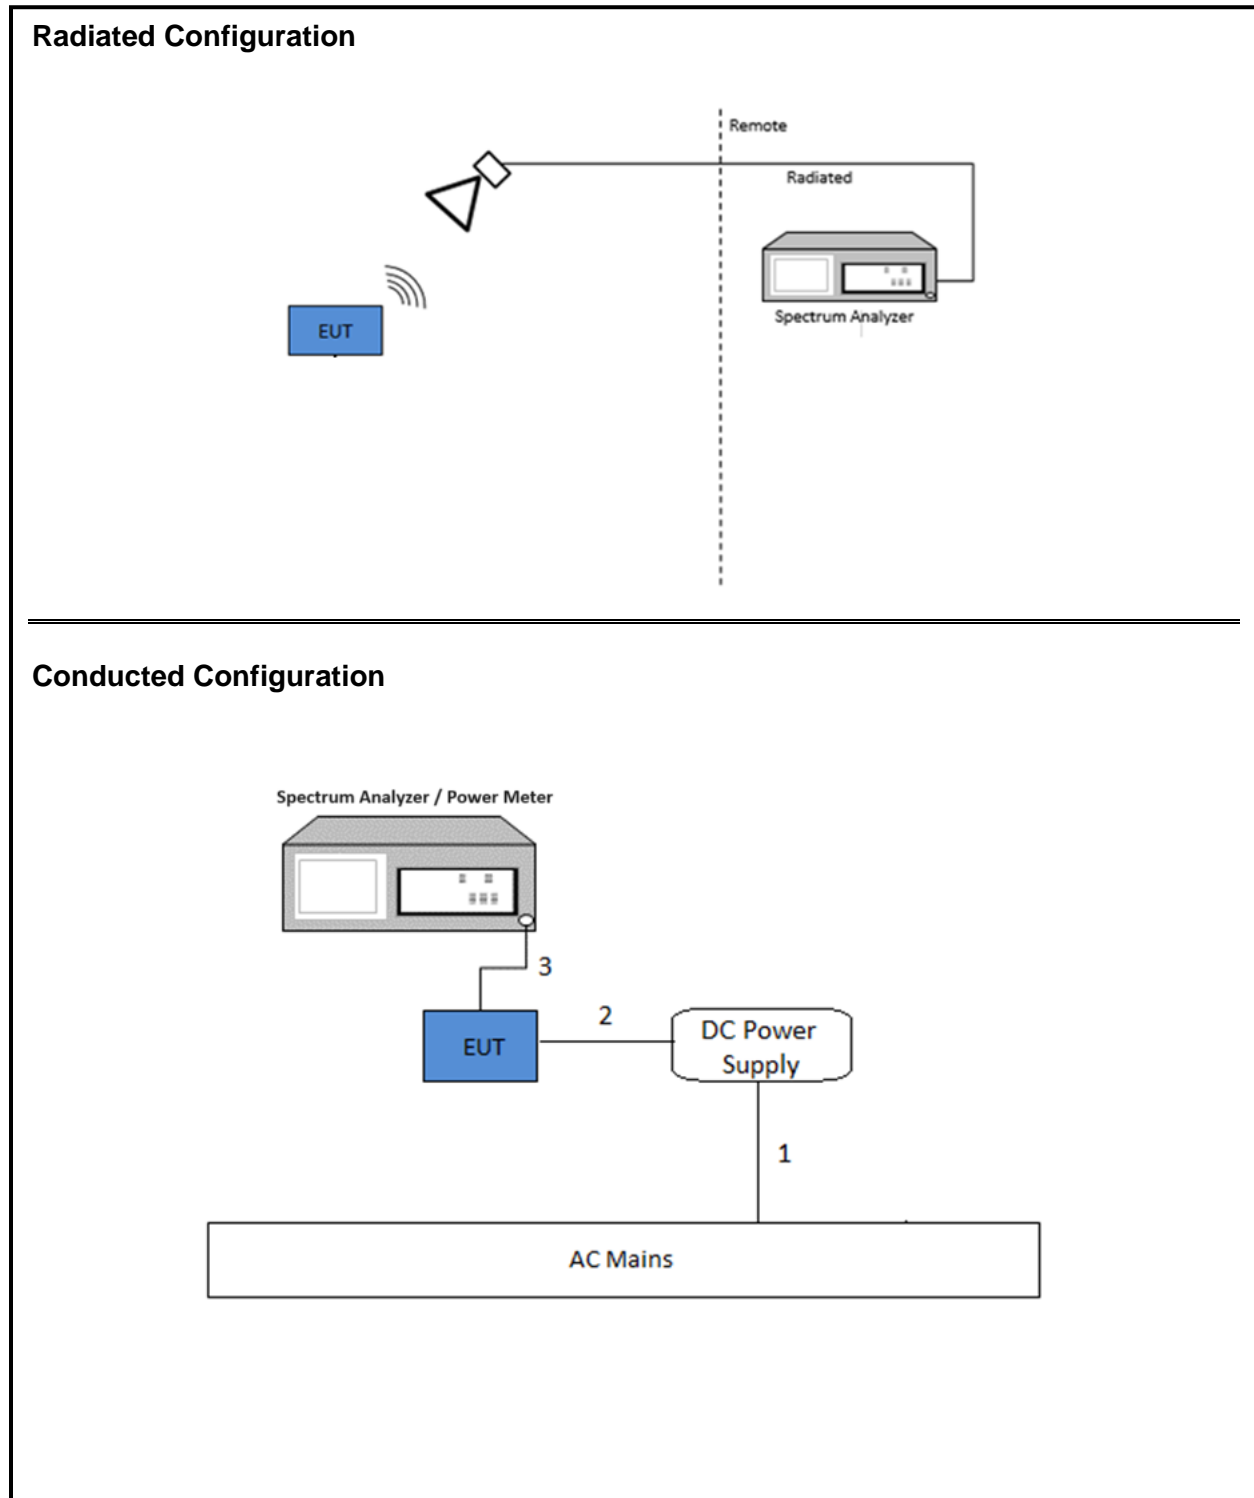 Radiated Configuration
Remote
Radiated
Spectrum Analyzer
EUT
Conducted Configuration
Spectrum Analyzer / Power Meter
3
2
EUT
DC Power
Supply
1
AC Mains